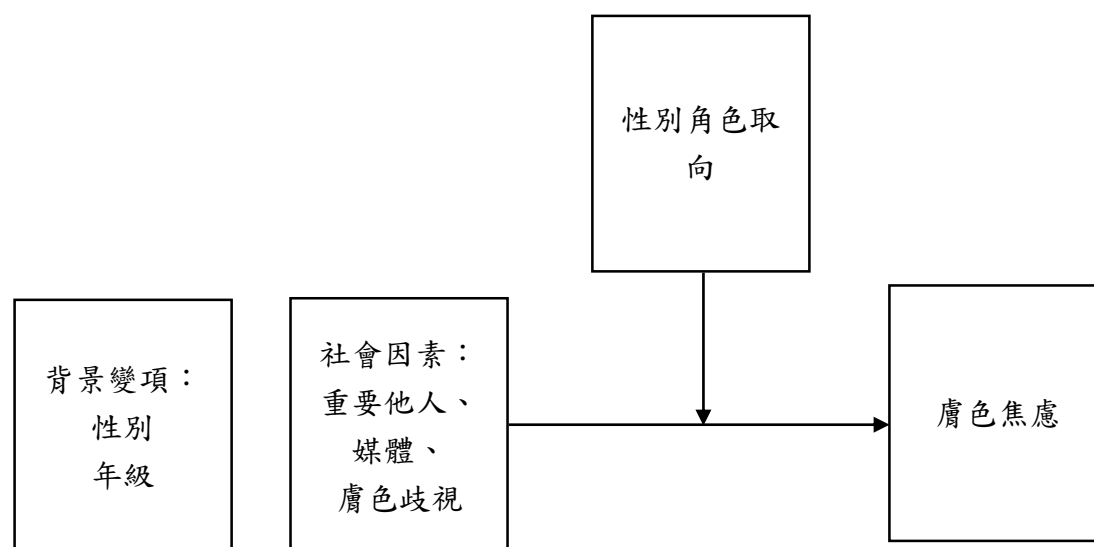 性別角色取
向
背景變項：
性別
年級
社會因素：
重要他人、
媒體、
膚色歧視
膚色焦慮